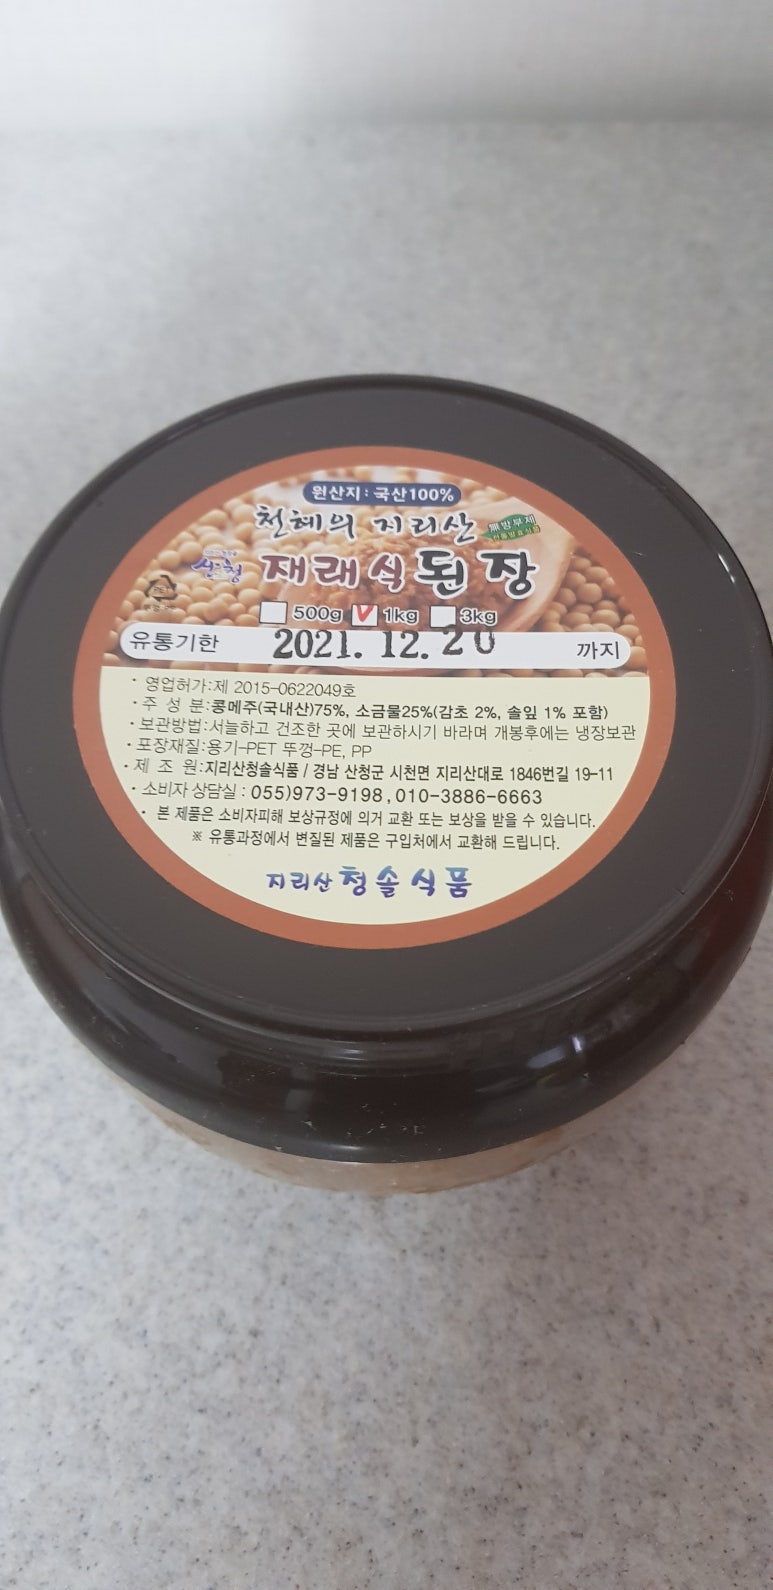 원산지:국산100%
천혜의 지리산
無방부제
산청
재래식 된장
500g 1kg 3kg
유통기한 2021. 12. 20 까지
· 영업허가:제 2015-0622049호
· 주 성 분:콩메주(국내산)75%, 소금물25%(감초 2%, 솔잎 1% 포함)
· 보관방법:서늘하고 건조한 곳에 보관하시기 바라며 개봉후에는 냉장보관
· 포장재질:용기-PET 뚜껑-PE, PP
· 제 조 원:지리산청솔식품 / 경남 산청군 시천면 지리산대로 1846번길 19-11
· 소비자 상담실 : 055)973-9198,010-3886-6663
· 본 제품은 소비자피해 보상규정에 의거 교환 또는 보상을 받을 수 있습니다.
※ 유통과정에서 변질된 제품은 구입처에서 교환해 드립니다.
지리산 청솔식품